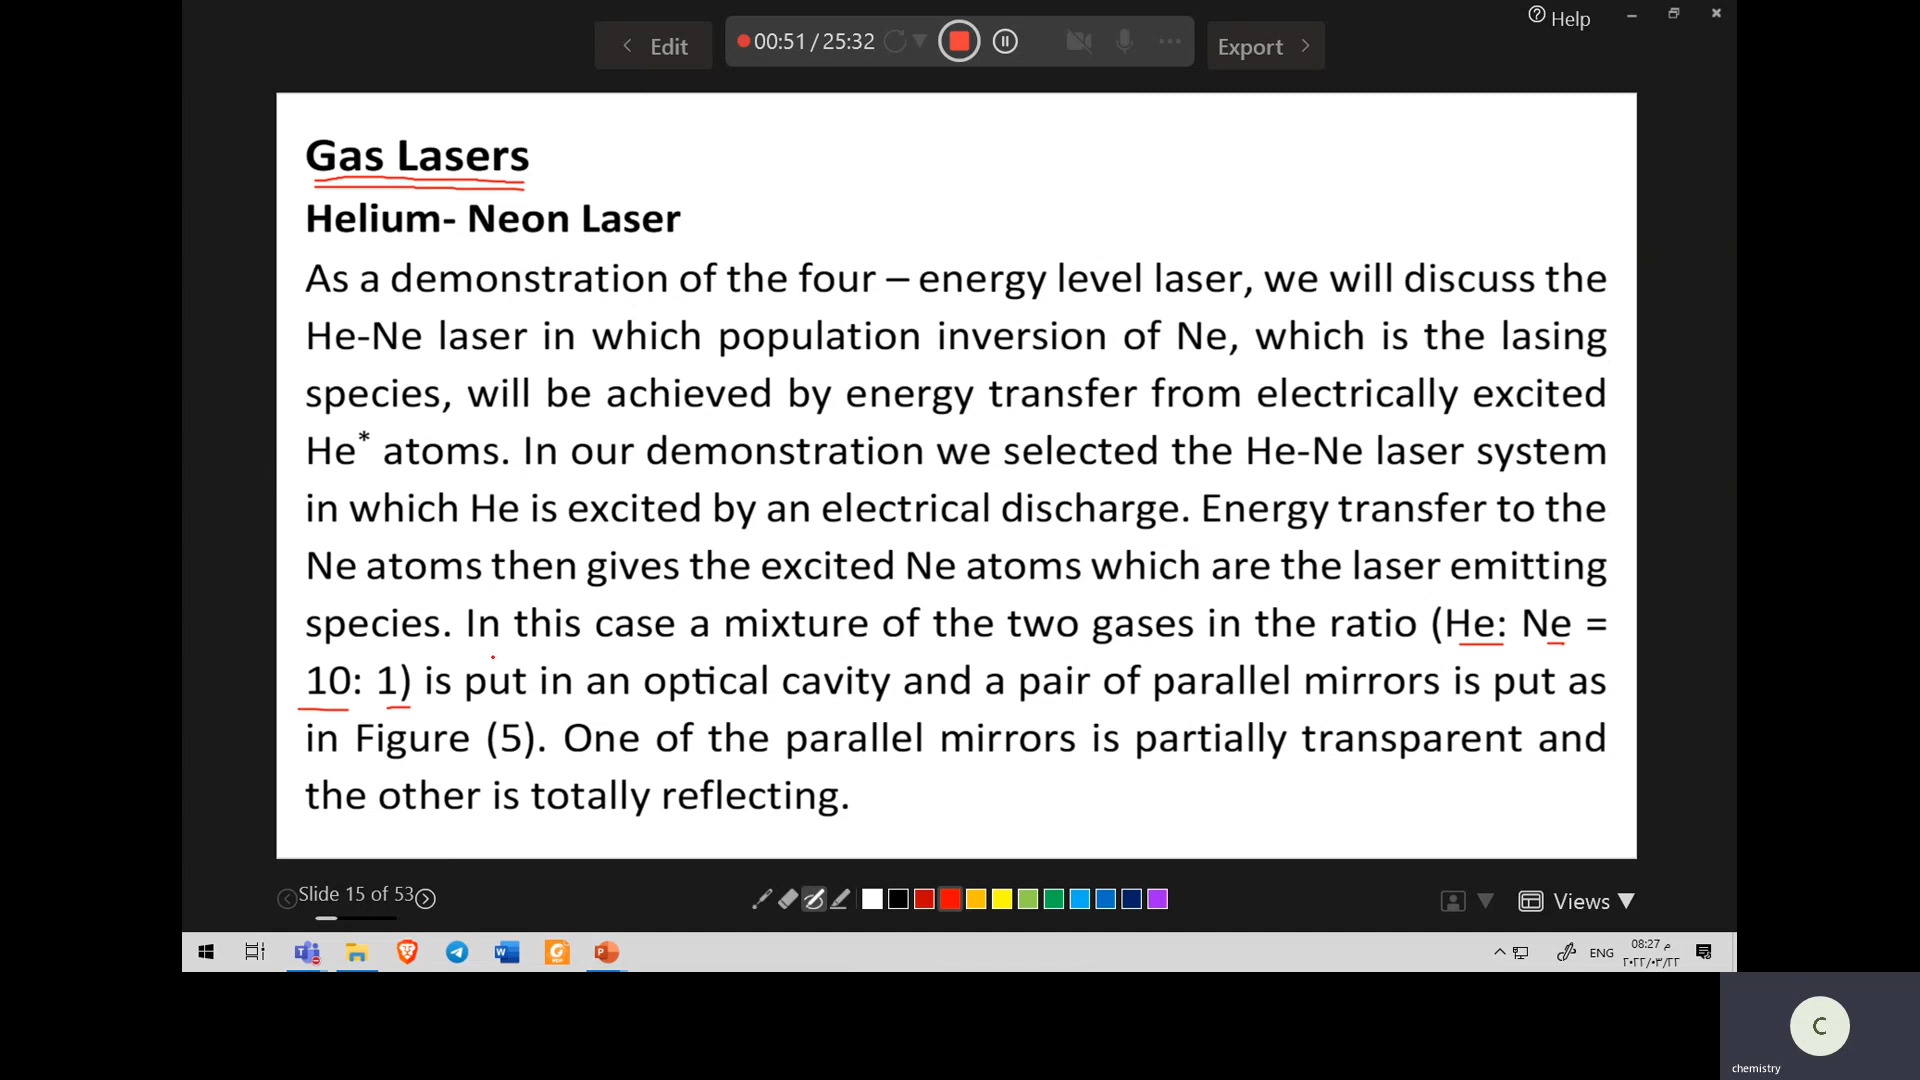 Help
Edit
00:51 / 25:32
Export
Gas Lasers
Helium- Neon Laser
As a demonstration of the four – energy level laser, we will discuss the
He-Ne laser in which population inversion of Ne, which is the lasing
species, will be achieved by energy transfer from electrically excited
He* atoms. In our demonstration we selected the He-Ne laser system
in which He is excited by an electrical discharge. Energy transfer to the
Ne atoms then gives the excited Ne atoms which are the laser emitting
species. In this case a mixture of the two gases in the ratio (He: Ne =
10: 1) is put in an optical cavity and a pair of parallel mirrors is put as
in Figure (5). One of the parallel mirrors is partially transparent and
the other is totally reflecting.
Slide 15 of 53
Views
ENG
08:27 م
٢٠٢٢/٠٣/٢٢
C
chemistry